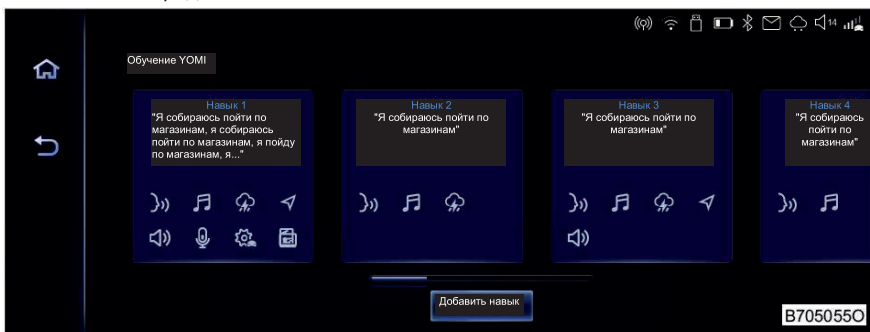 14
Обучение YOMI
Навык 1
"Я собираюсь пойти по
магазинам, я собираюсь
пойти по магазинам, я пойду
по магазинам, я..."
Навык 2
"Я собираюсь пойти по
магазинам"
Навык 3
"Я собираюсь пойти по
магазинам"
Навык 4
"Я собираюсь
пойти по
магазинам"
Добавить навык
B705055O